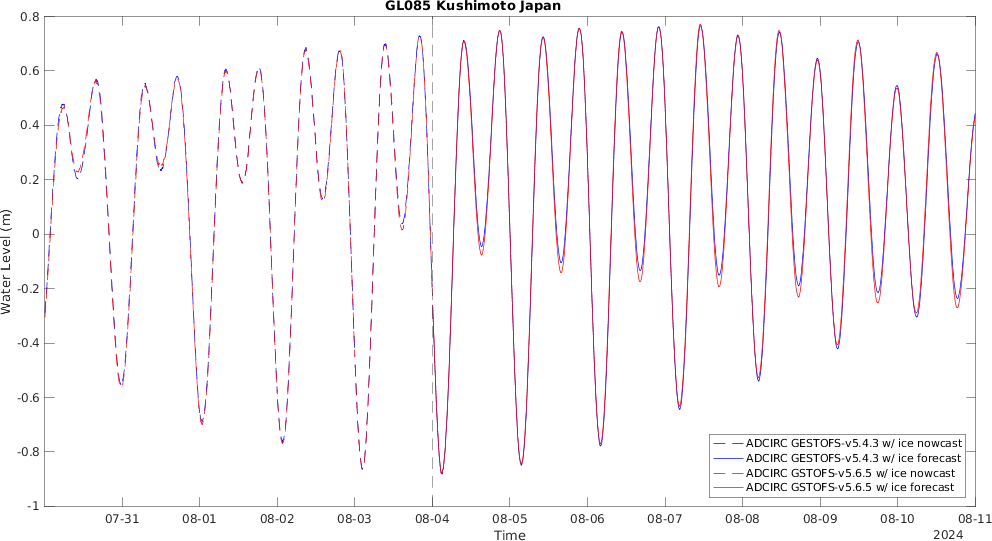 GL085 Kushimoto Japan
Water Level (m)
0.8
0.6
0.4
0.2
0
-0.2
-0.4
-0.6
-0.8
-1
ADCIRC GESTOFS-v5.4.3 w/ ice nowcast
ADCIRC GESTOFS-v5.4.3 w/ ice forecast
ADCIRC GSTOFS-v5.6.5 w/ ice nowcast
ADCIRC GSTOFS-v5.6.5 w/ ice forecast
07-31 08-01 08-02 08-03 08-04 08-05 08-06 08-07 08-08 08-09 08-10 08-11
Time
2024